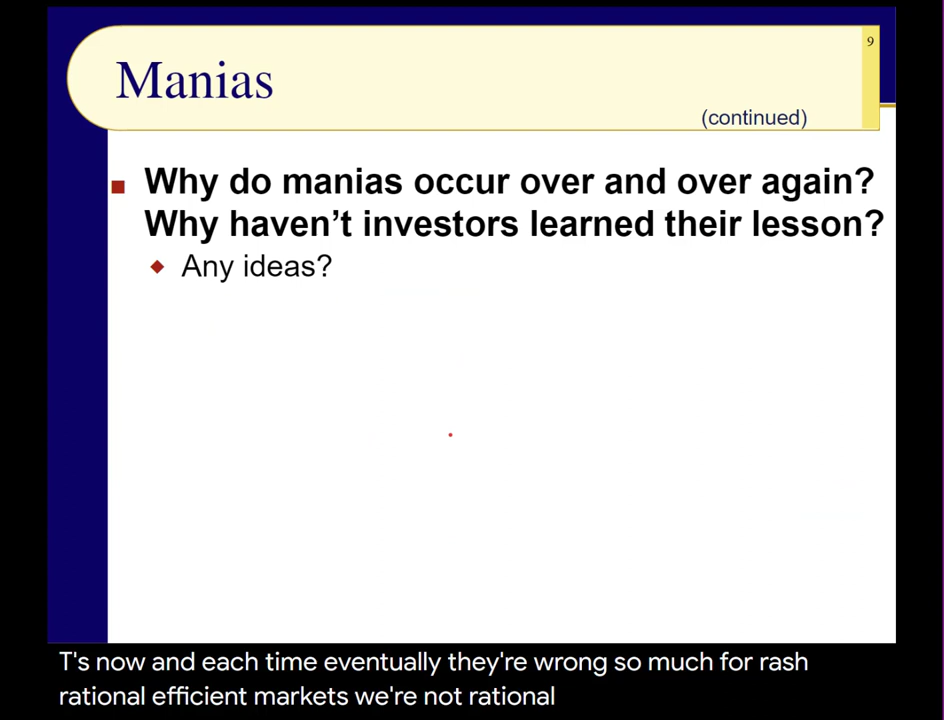 9
Manias
(continued)
Why do manias occur over and over again?
Why haven’t investors learned their lesson?
Any ideas?
T's now and each time eventually they're wrong so much for rash
rational efficient markets we're not rational